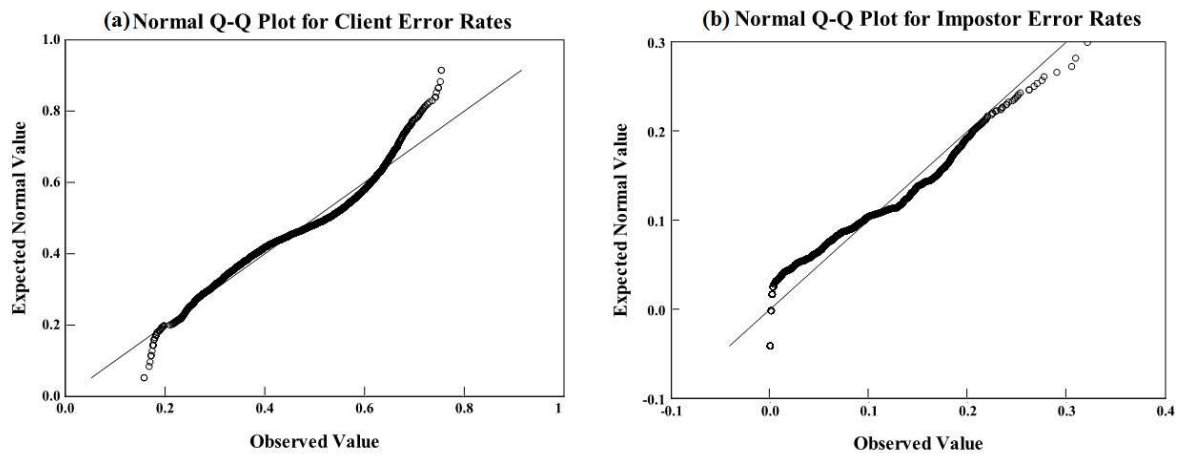 (a) Normal Q-Q Plot for Client Error Rates
1.0
0.8
0.6
0.4
0.2
0.0
Expected Normal Value
0.0 0.2 0.4 0.6 0.8 1
Observed Value
(b) Normal Q-Q Plot for Impostor Error Rates
0.3
0.2
0.1
0.0
-0.1
Expected Normal Value
-0.1 0.0 0.1 0.2 0.3 0.4
Observed Value